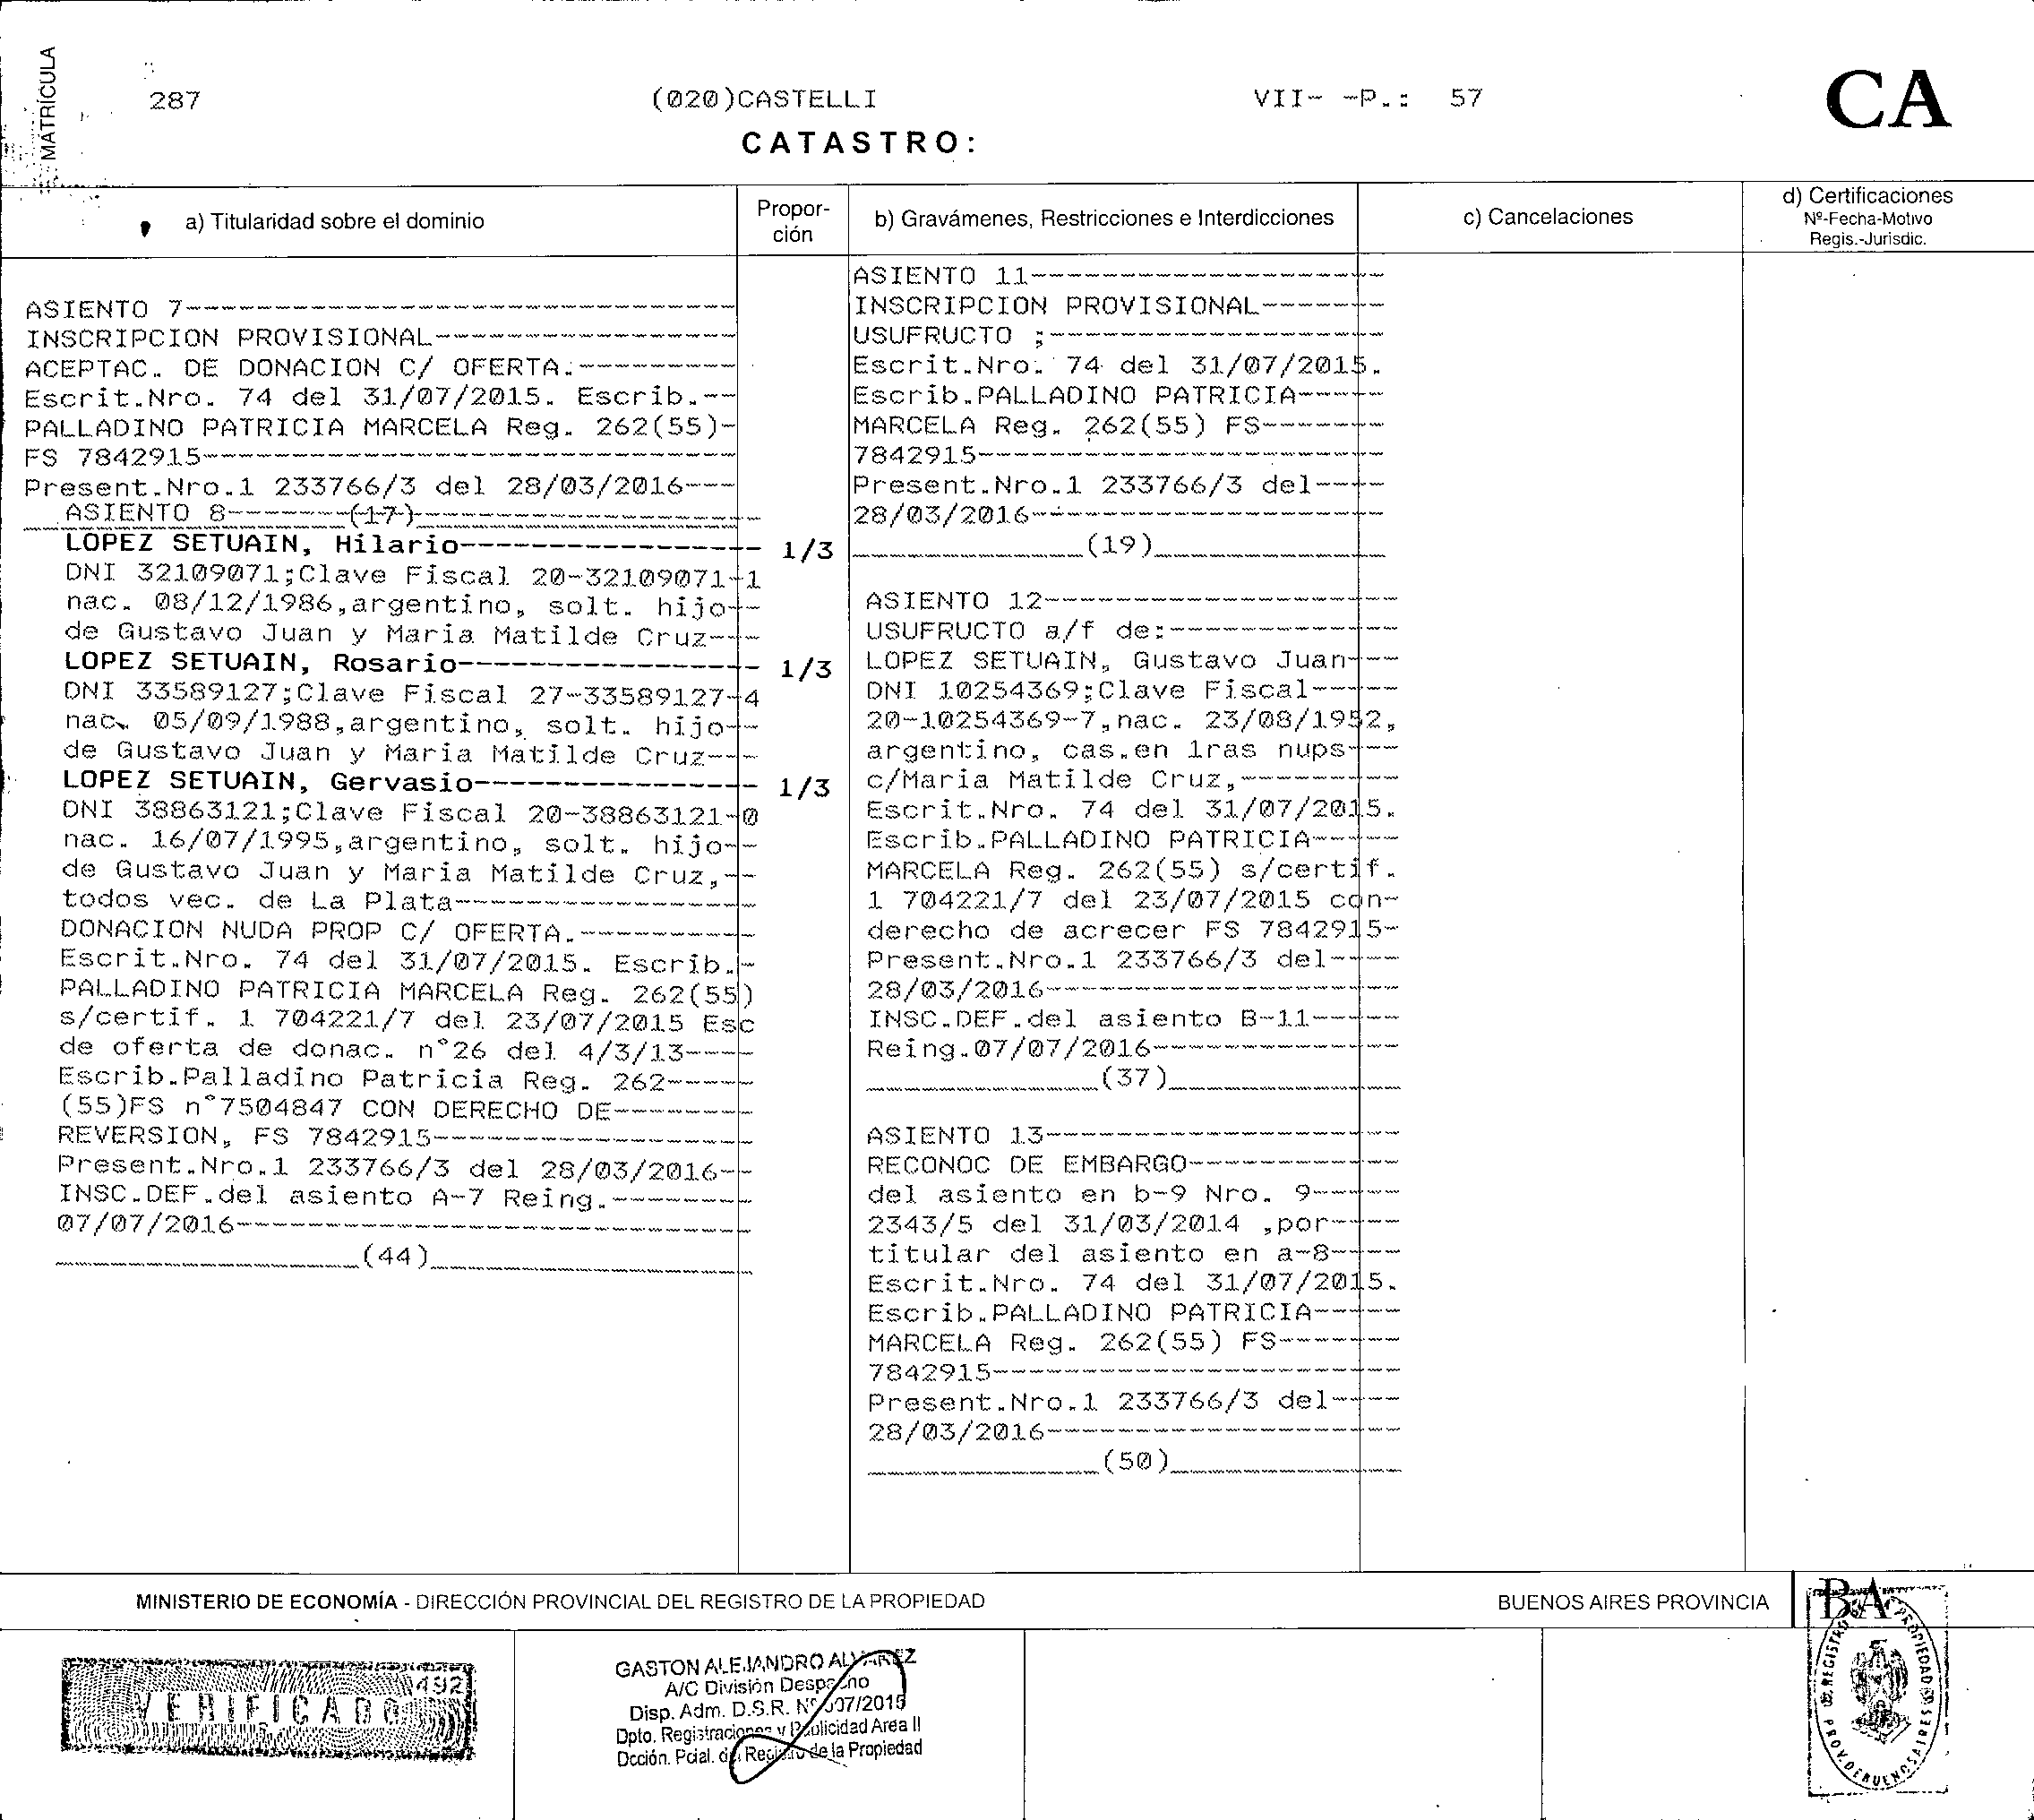 MATRÍCULA
287
(020)CASTELLI
VII- -P.: 57
CA
CATASTRO:
a) Titularidad sobre el dominio
Propor-
ción
b) Gravámenes, Restricciones e Interdicciones
c) Cancelaciones
d) Certificaciones
Nº-Fecha-Motivo
Regis.-Jurisdic.
ASIENTO 7-------------------------------
INSCRIPCION PROVISIONAL-----------------
ACEPTAC. DE DONACION C/ OFERTA.---------
Escrit.Nro. 74 del 31/07/2015. Escrib.--
PALLADINO PATRICIA MARCELA Reg. 262(55)-
FS 7842915------------------------------
Present.Nro.1 233766/3 del 28/03/2016---
(17)
ASIENTO 8-------------------------------
LOPEZ SETUAIN, Hilario----------------- 1/3
DNI 32109071;Clave Fiscal 20-32109071-1
nac. 08/12/1986,argentino, solt. hijo--
de Gustavo Juan y Maria Matilde Cruz---
LOPEZ SETUAIN, Rosario----------------- 1/3
DNI 33589127;Clave Fiscal 27-33589127-4
nac. 05/09/1988,argentino, solt. hijo--
de Gustavo Juan y Maria Matilde Cruz---
LOPEZ SETUAIN, Gervasio---------------- 1/3
DNI 38863121;Clave Fiscal 20-38863121-0
nac. 16/07/1995,argentino, solt. hijo--
de Gustavo Juan y Maria Matilde Cruz,--
todos vec. de La Plata-----------------
DONACION NUDA PROP C/ OFERTA.----------
Escrit.Nro. 74 del 31/07/2015. Escrib.-
PALLADINO PATRICIA MARCELA Reg. 262(55)
s/certif. 1 704221/7 del 23/07/2015 Esc
de oferta de donac. n°26 del 4/3/13----
Escrib.Palladino Patricia Reg. 262-----
(55)FS n°7504847 CON DERECHO DE--------
REVERSION, FS 7842915------------------
Present.Nro.1 233766/3 del 28/03/2016--
INSC.DEF.del asiento A-7 Reing.--------
07/07/2016-----------------------------
(44)
ASIENTO 11--------------------
INSCRIPCION PROVISIONAL-------
USUFRUCTO ;-------------------
Escrit.Nro. 74 del 31/07/2015.
Escrib.PALLADINO PATRICIA-----
MARCELA Reg. 262(55) FS-------
7842915-----------------------
Present.Nro.1 233766/3 del----
28/03/2016--------------------
(19)
ASIENTO 12--------------------
USUFRUCTO a/f de:-------------
LOPEZ SETUAIN, Gustavo Juan---
DNI 10254369;Clave Fiscal-----
20-10254369-7,nac. 23/08/1952,
argentino, cas.en 1ras nups---
c/Maria Matilde Cruz,---------
Escrit.Nro. 74 del 31/07/2015.
Escrib.PALLADINO PATRICIA-----
MARCELA Reg. 262(55) s/certif.
1 704221/7 del 23/07/2015 con-
derecho de acrecer FS 7842915-
Present.Nro.1 233766/3 del----
28/03/2016--------------------
INSC.DEF.del asiento B-11-----
Reing.07/07/2016--------------
(37)
ASIENTO 13--------------------
RECONOC DE EMBARGO------------
del asiento en b-9 Nro. 9-----
2343/5 del 31/03/2014 ,por----
titular del asiento en a-8----
Escrit.Nro. 74 del 31/07/2015.
Escrib.PALLADINO PATRICIA-----
MARCELA Reg. 262(55) FS-------
7842915-----------------------
Present.Nro.1 233766/3 del----
28/03/2016--------------------
(50)
MINISTERIO DE ECONOMÍA - DIRECCIÓN PROVINCIAL DEL REGISTRO DE LA PROPIEDAD
BUENOS AIRES PROVINCIA
BA
492
VERIFICADO
GASTON ALEJANDRO ALVAREZ
A/C División Despacho
Disp. Adm. D.S.R. Nº 007/2015
Dpto. Registraciones y Publicidad Area II
Dcción. Pcial. del Registro de la Propiedad
REGISTRO PROPIEDAD
PROV. DE BUENOS AIRES